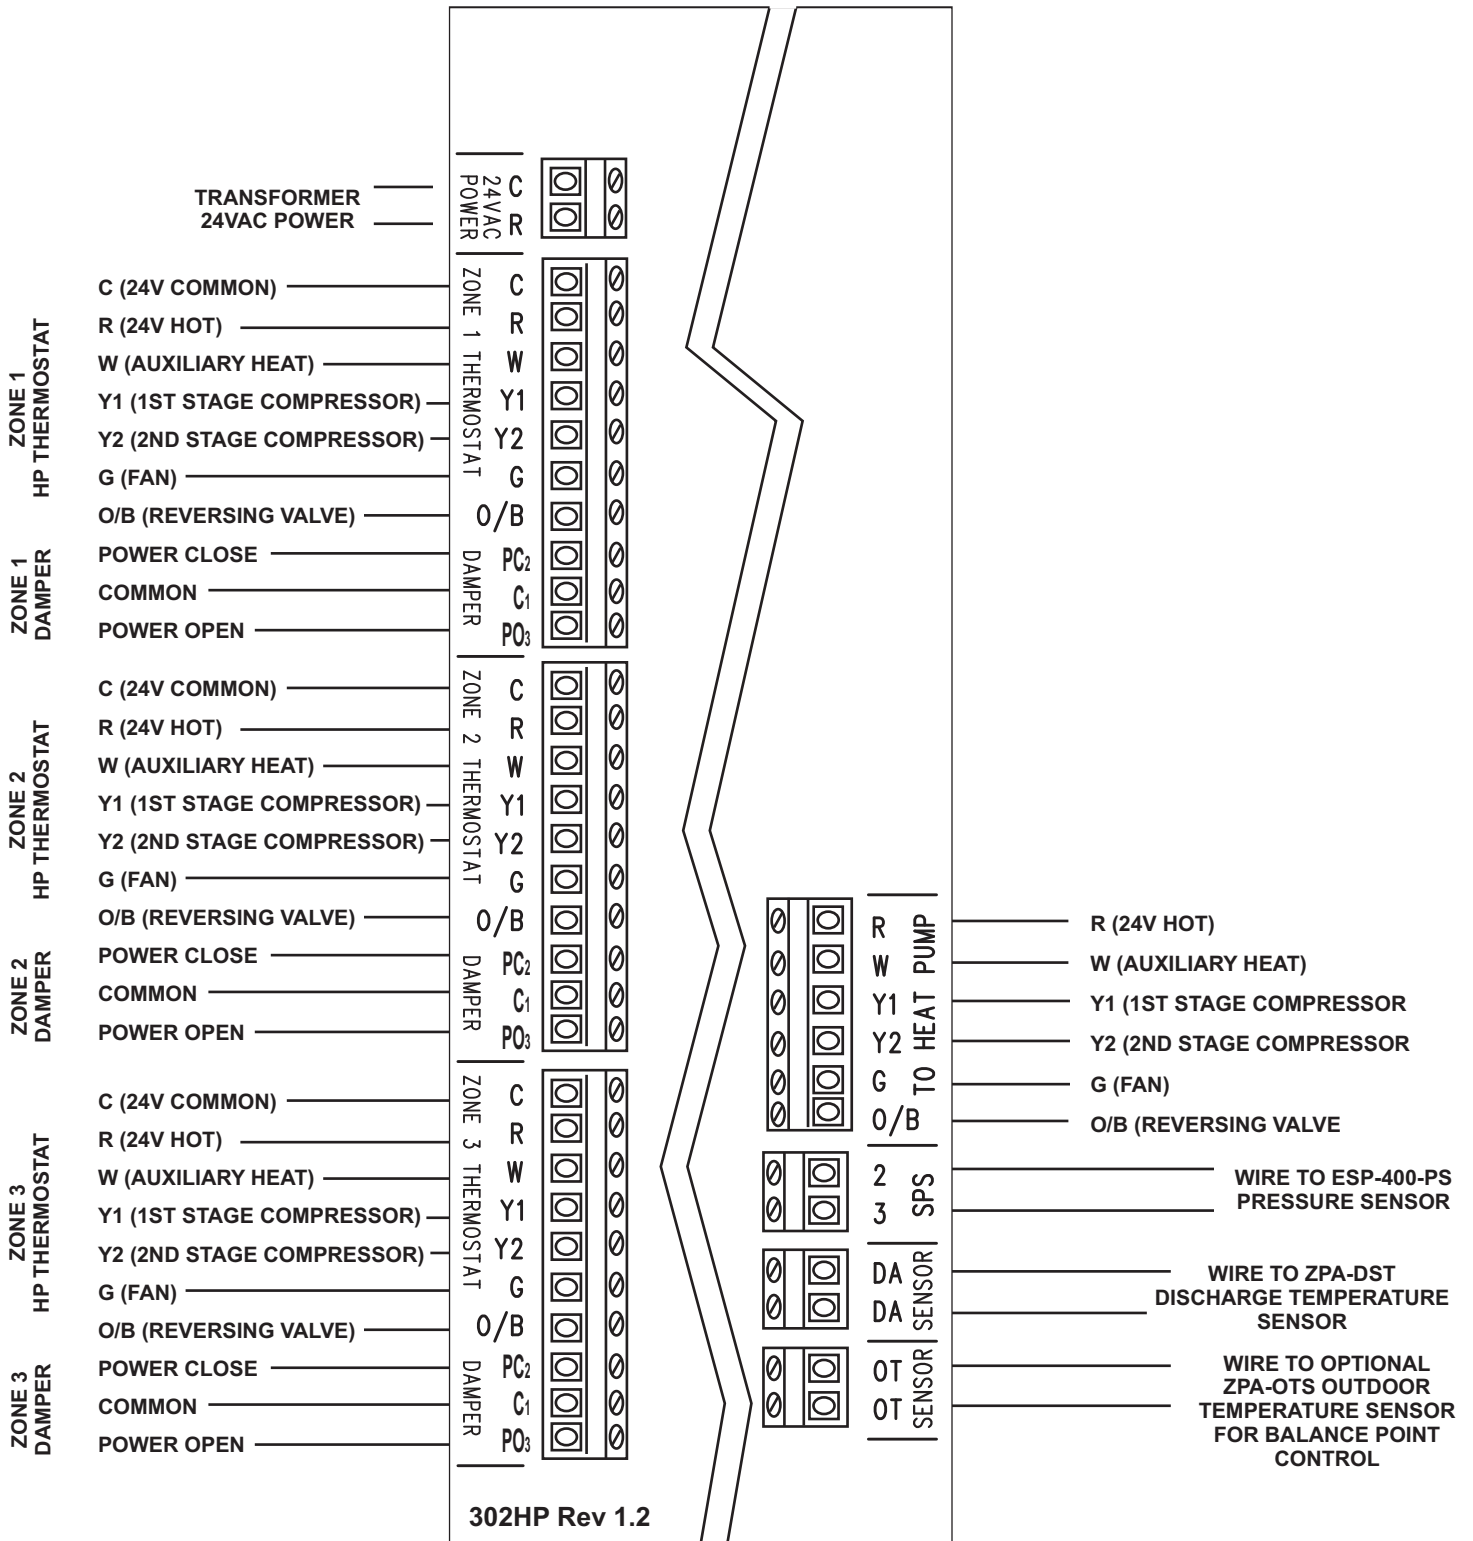 TRANSFORMER
24VAC POWER
24VAC
POWER
C
R
ZONE 1
HP THERMOSTAT
C (24V COMMON)
R (24V HOT)
W (AUXILIARY HEAT)
Y1 (1ST STAGE COMPRESSOR)
Y2 (2ND STAGE COMPRESSOR)
G (FAN)
O/B (REVERSING VALVE)
ZONE 1
DAMPER
POWER CLOSE
COMMON
POWER OPEN
ZONE 1 THERMOSTAT
C
R
W
Y1
Y2
G
O/B
DAMPER
PC2
C1
PO3
ZONE 2
HP THERMOSTAT
C (24V COMMON)
R (24V HOT)
W (AUXILIARY HEAT)
Y1 (1ST STAGE COMPRESSOR)
Y2 (2ND STAGE COMPRESSOR)
G (FAN)
O/B (REVERSING VALVE)
ZONE 2
DAMPER
POWER CLOSE
COMMON
POWER OPEN
ZONE 2 THERMOSTAT
C
R
W
Y1
Y2
G
O/B
DAMPER
PC2
C1
PO3
ZONE 3
HP THERMOSTAT
C (24V COMMON)
R (24V HOT)
W (AUXILIARY HEAT)
Y1 (1ST STAGE COMPRESSOR)
Y2 (2ND STAGE COMPRESSOR)
G (FAN)
O/B (REVERSING VALVE)
ZONE 3
DAMPER
POWER CLOSE
COMMON
POWER OPEN
ZONE 3 THERMOSTAT
C
R
W
Y1
Y2
G
O/B
DAMPER
PC2
C1
PO3
302HP Rev 1.2
R
W
Y1
Y2
G
O/B
TO HEAT PUMP
R (24V HOT)
W (AUXILIARY HEAT)
Y1 (1ST STAGE COMPRESSOR
Y2 (2ND STAGE COMPRESSOR
G (FAN)
O/B (REVERSING VALVE
2
3
SPS
WIRE TO ESP-400-PS
PRESSURE SENSOR
DA
DA
SENSOR
WIRE TO ZPA-DST
DISCHARGE TEMPERATURE
SENSOR
OT
OT
SENSOR
WIRE TO OPTIONAL
ZPA-OTS OUTDOOR
TEMPERATURE SENSOR
FOR BALANCE POINT
CONTROL